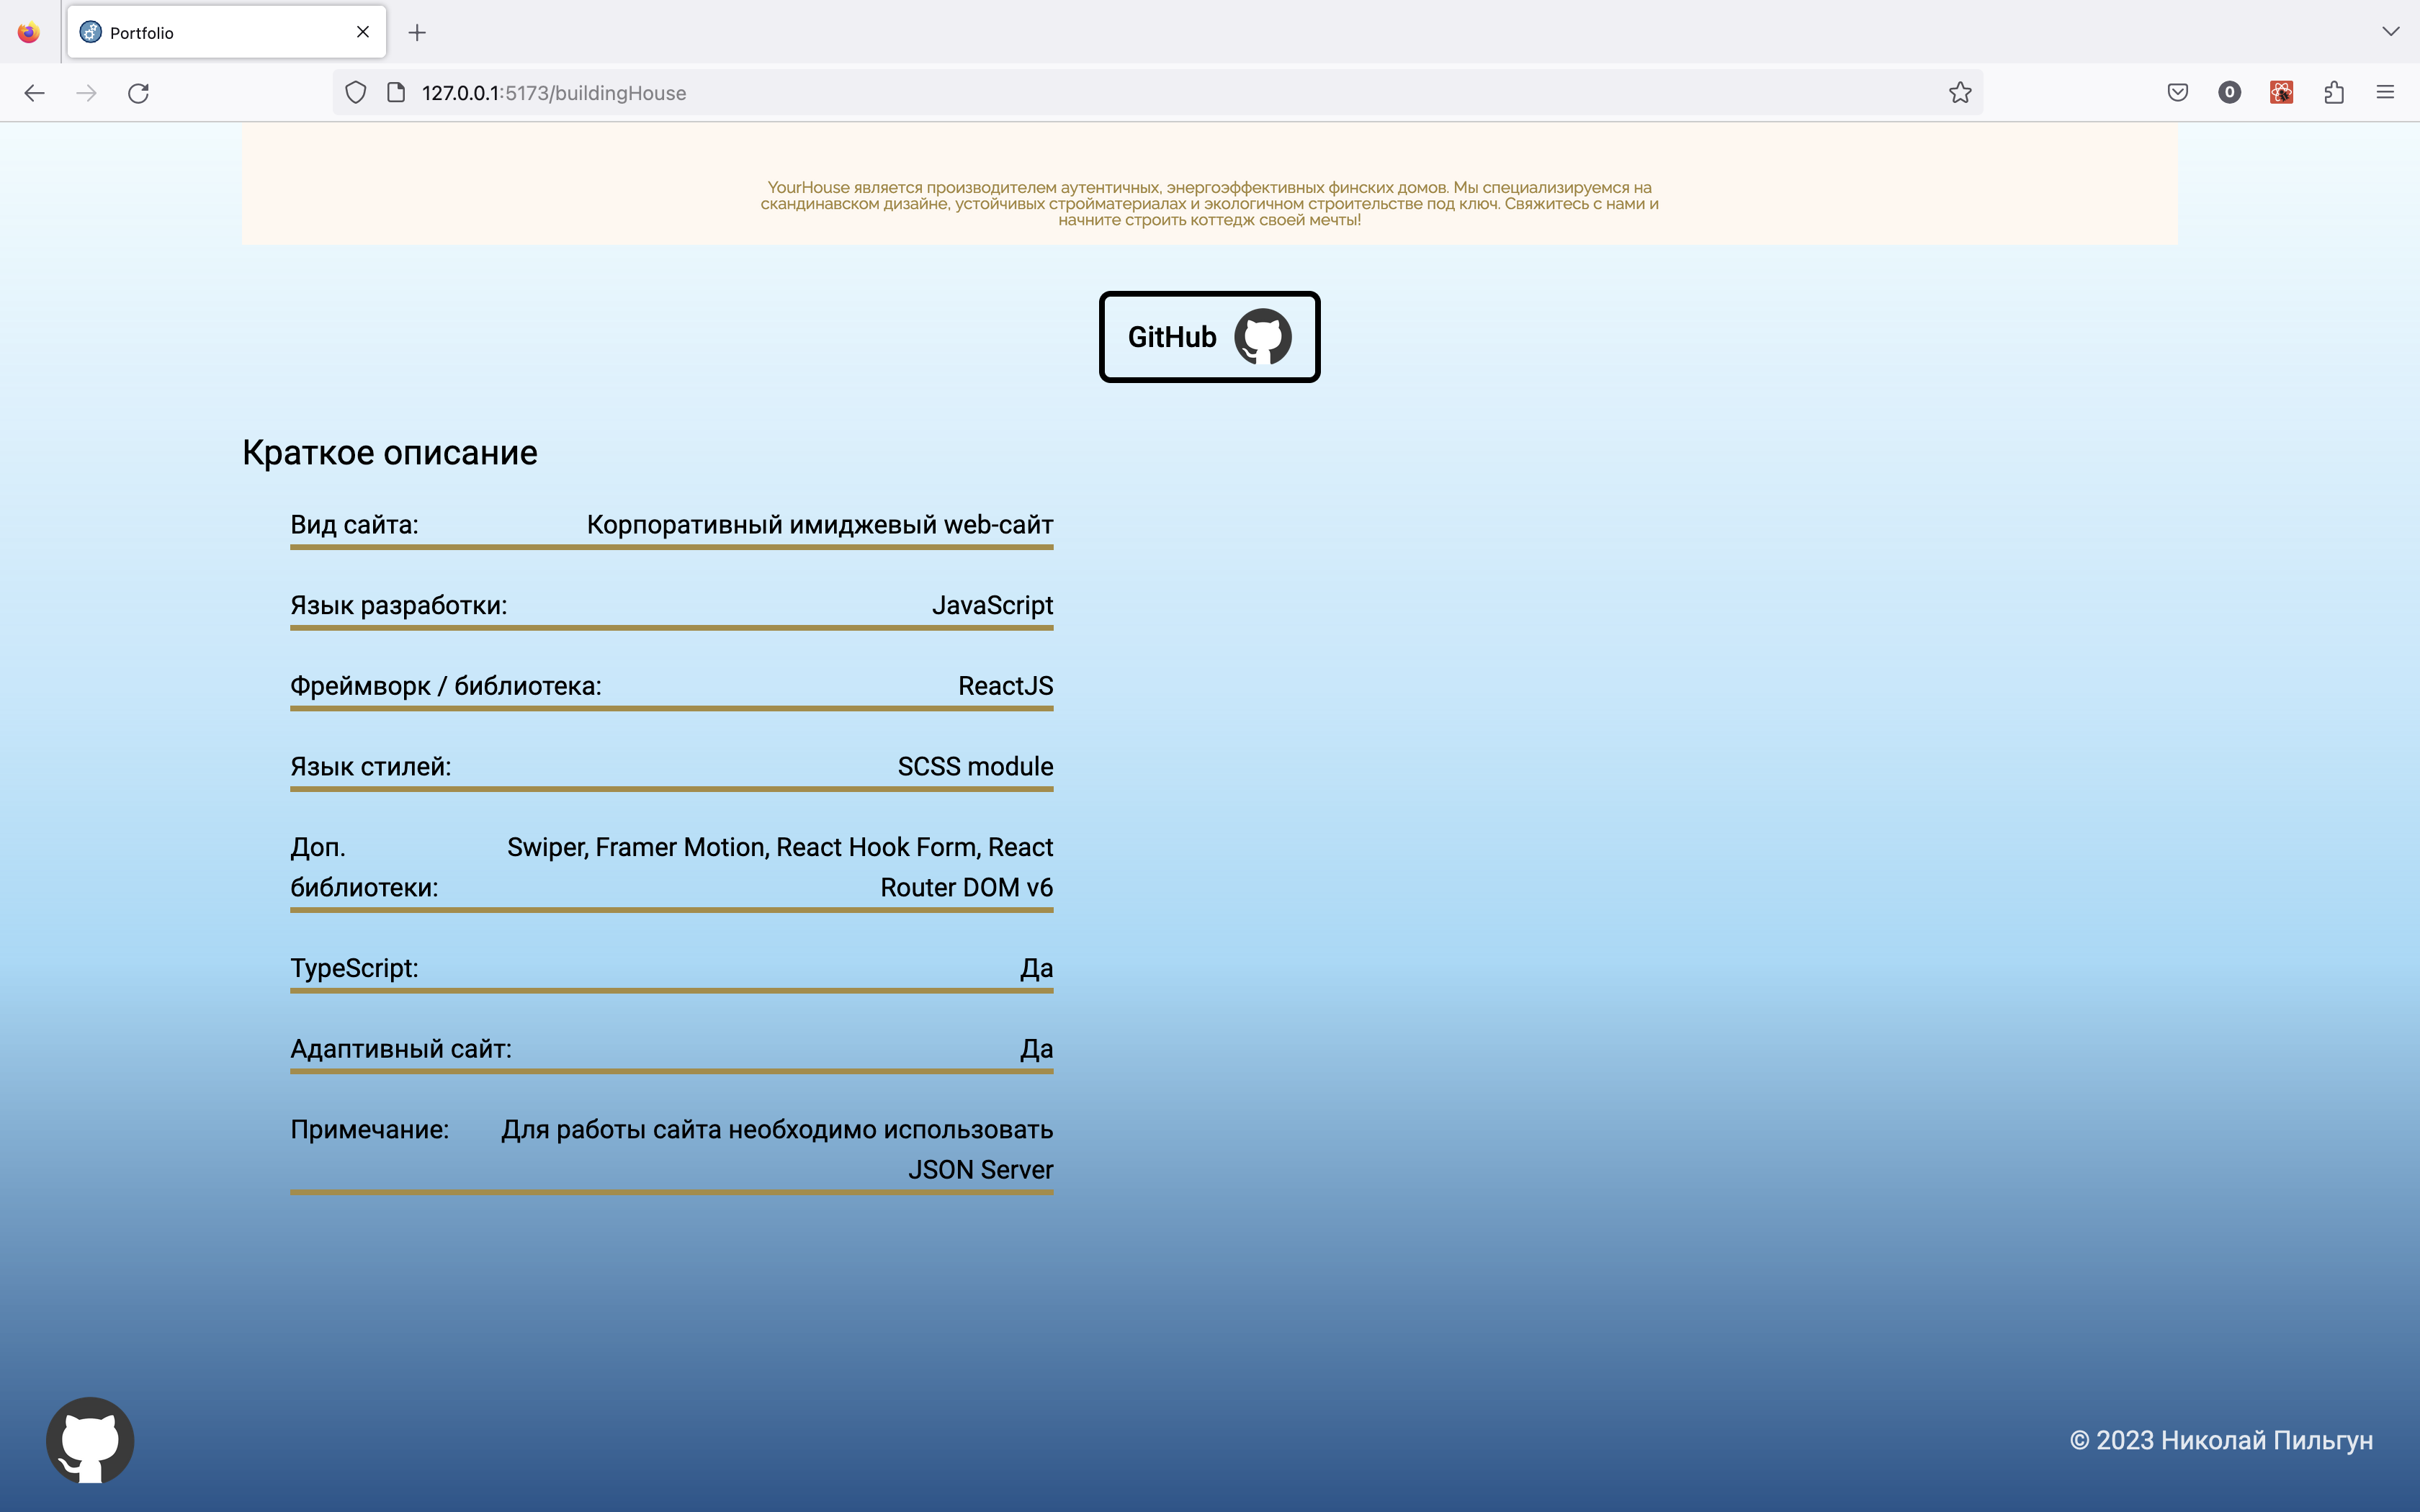 Portfolio
127.0.0.1:5173/buildingHouse
0
YourHouse является производителем аутентичных, энергоэффективных финских домов. Мы специализируемся на
скандинавском дизайне, устойчивых стройматериалах и экологичном строительстве под ключ. Свяжитесь с нами и
начните строить коттедж своей мечты!
GitHub
Краткое описание
Вид сайта: Корпоративный имиджевый web-сайт
Язык разработки: JavaScript
Фреймворк / библиотека: ReactJS
Язык стилей: SCSS module
Доп. Swiper, Framer Motion, React Hook Form, React
библиотеки: Router DOM v6
TypeScript: Да
Адаптивный сайт: Да
Примечание: Для работы сайта необходимо использовать
JSON Server
© 2023 Николай Пильгун